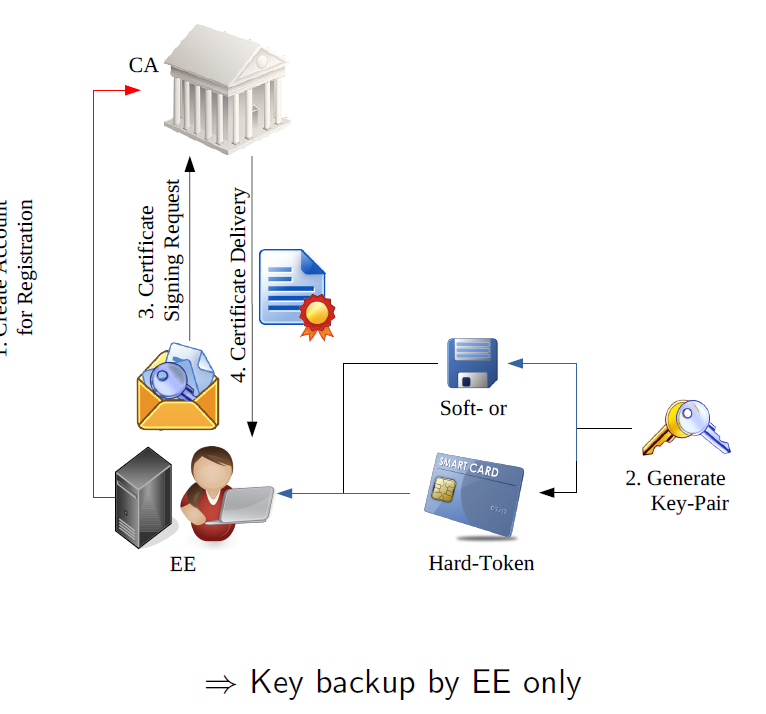 CA
1. Create Account
for Registration
3. Certificate
Signing Request
4. Certificate Delivery
Soft- or
SMART CARD
2. Generate
Key-Pair
EE
Hard-Token
⇒ Key backup by EE only